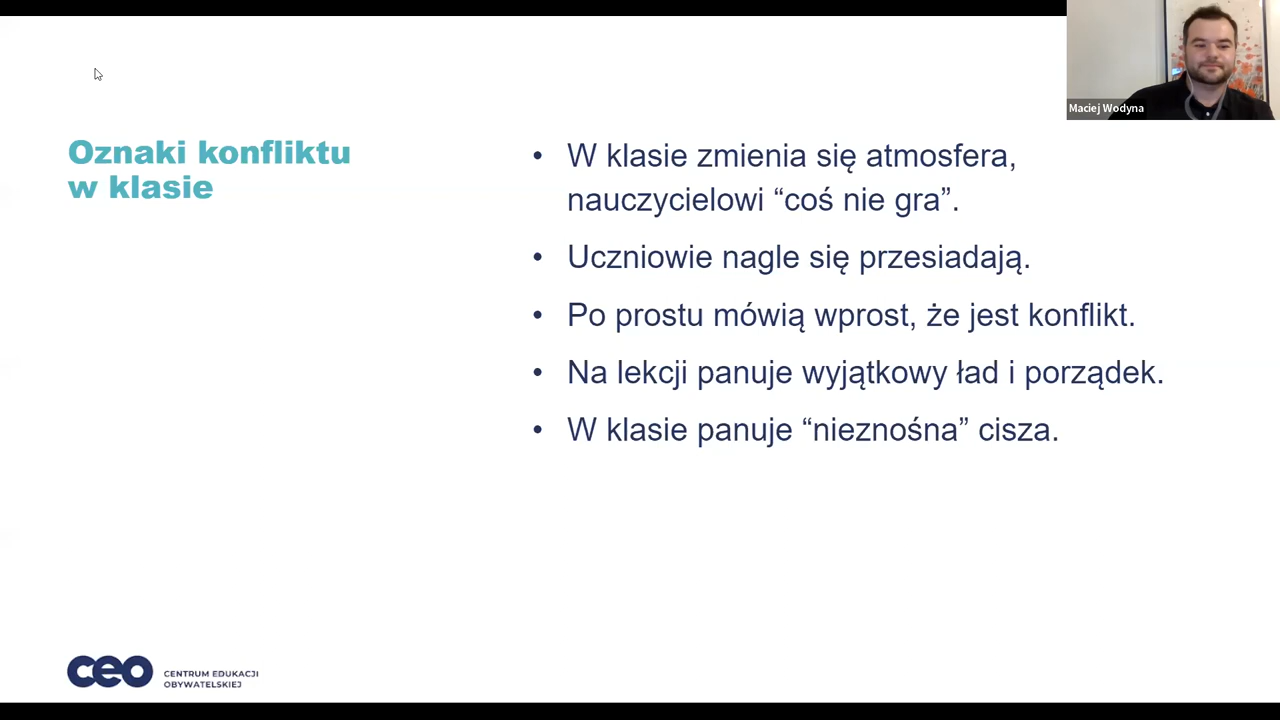 Maciej Wodyna
Oznaki konfliktu
w klasie
• W klasie zmienia się atmosfera,
nauczycielowi “coś nie gra”.
• Uczniowie nagle się przesiadają.
• Po prostu mówią wprost, że jest konflikt.
• Na lekcji panuje wyjątkowy ład i porządek.
• W klasie panuje “nieznośna” cisza.
ceo
CENTRUM EDUKACJI
OBYWATELSKIEJ